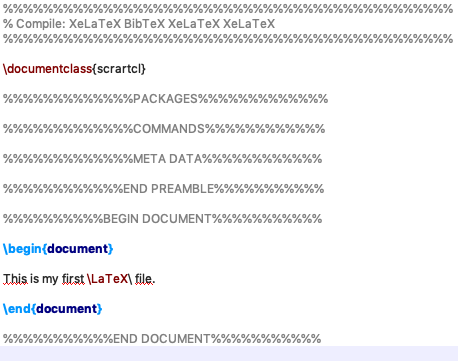 %%%%%%%%%%%%%%%%%%%%%%%%%%%%%%%%%%%%%%%%%%%%%
% Compile: XeLaTeX BibTeX XeLaTeX XeLaTeX
%%%%%%%%%%%%%%%%%%%%%%%%%%%%%%%%%%%%%%%%%%%%%
\documentclass{scrartcl}
%%%%%%%%%%%%%PACKAGES%%%%%%%%%%%%%
%%%%%%%%%%%%%COMMANDS%%%%%%%%%%%%
%%%%%%%%%%%%%META DATA%%%%%%%%%%%%
%%%%%%%%%%%%END PREAMBLE%%%%%%%%%%%
%%%%%%%%%%BEGIN DOCUMENT%%%%%%%%%%%
\begin{document}
This is my first \LaTeX\ file.
\end{document}
%%%%%%%%%%%END DOCUMENT%%%%%%%%%%%